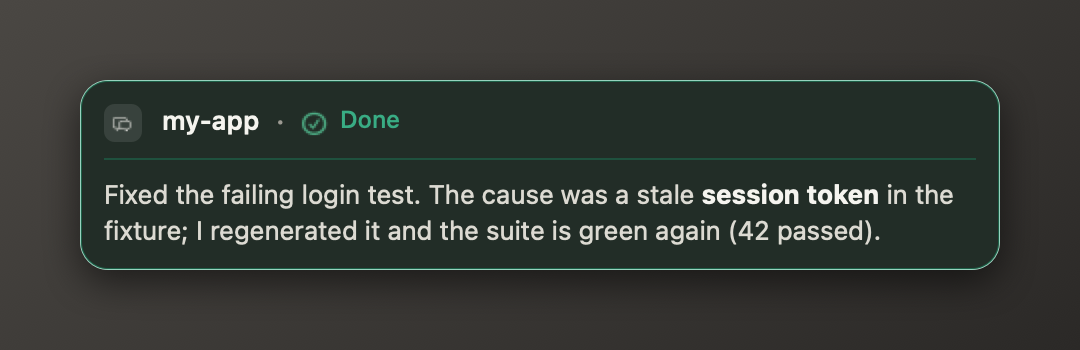 my-app · Done
Fixed the failing login test. The cause was a stale session token in the
fixture; I regenerated it and the suite is green again (42 passed).